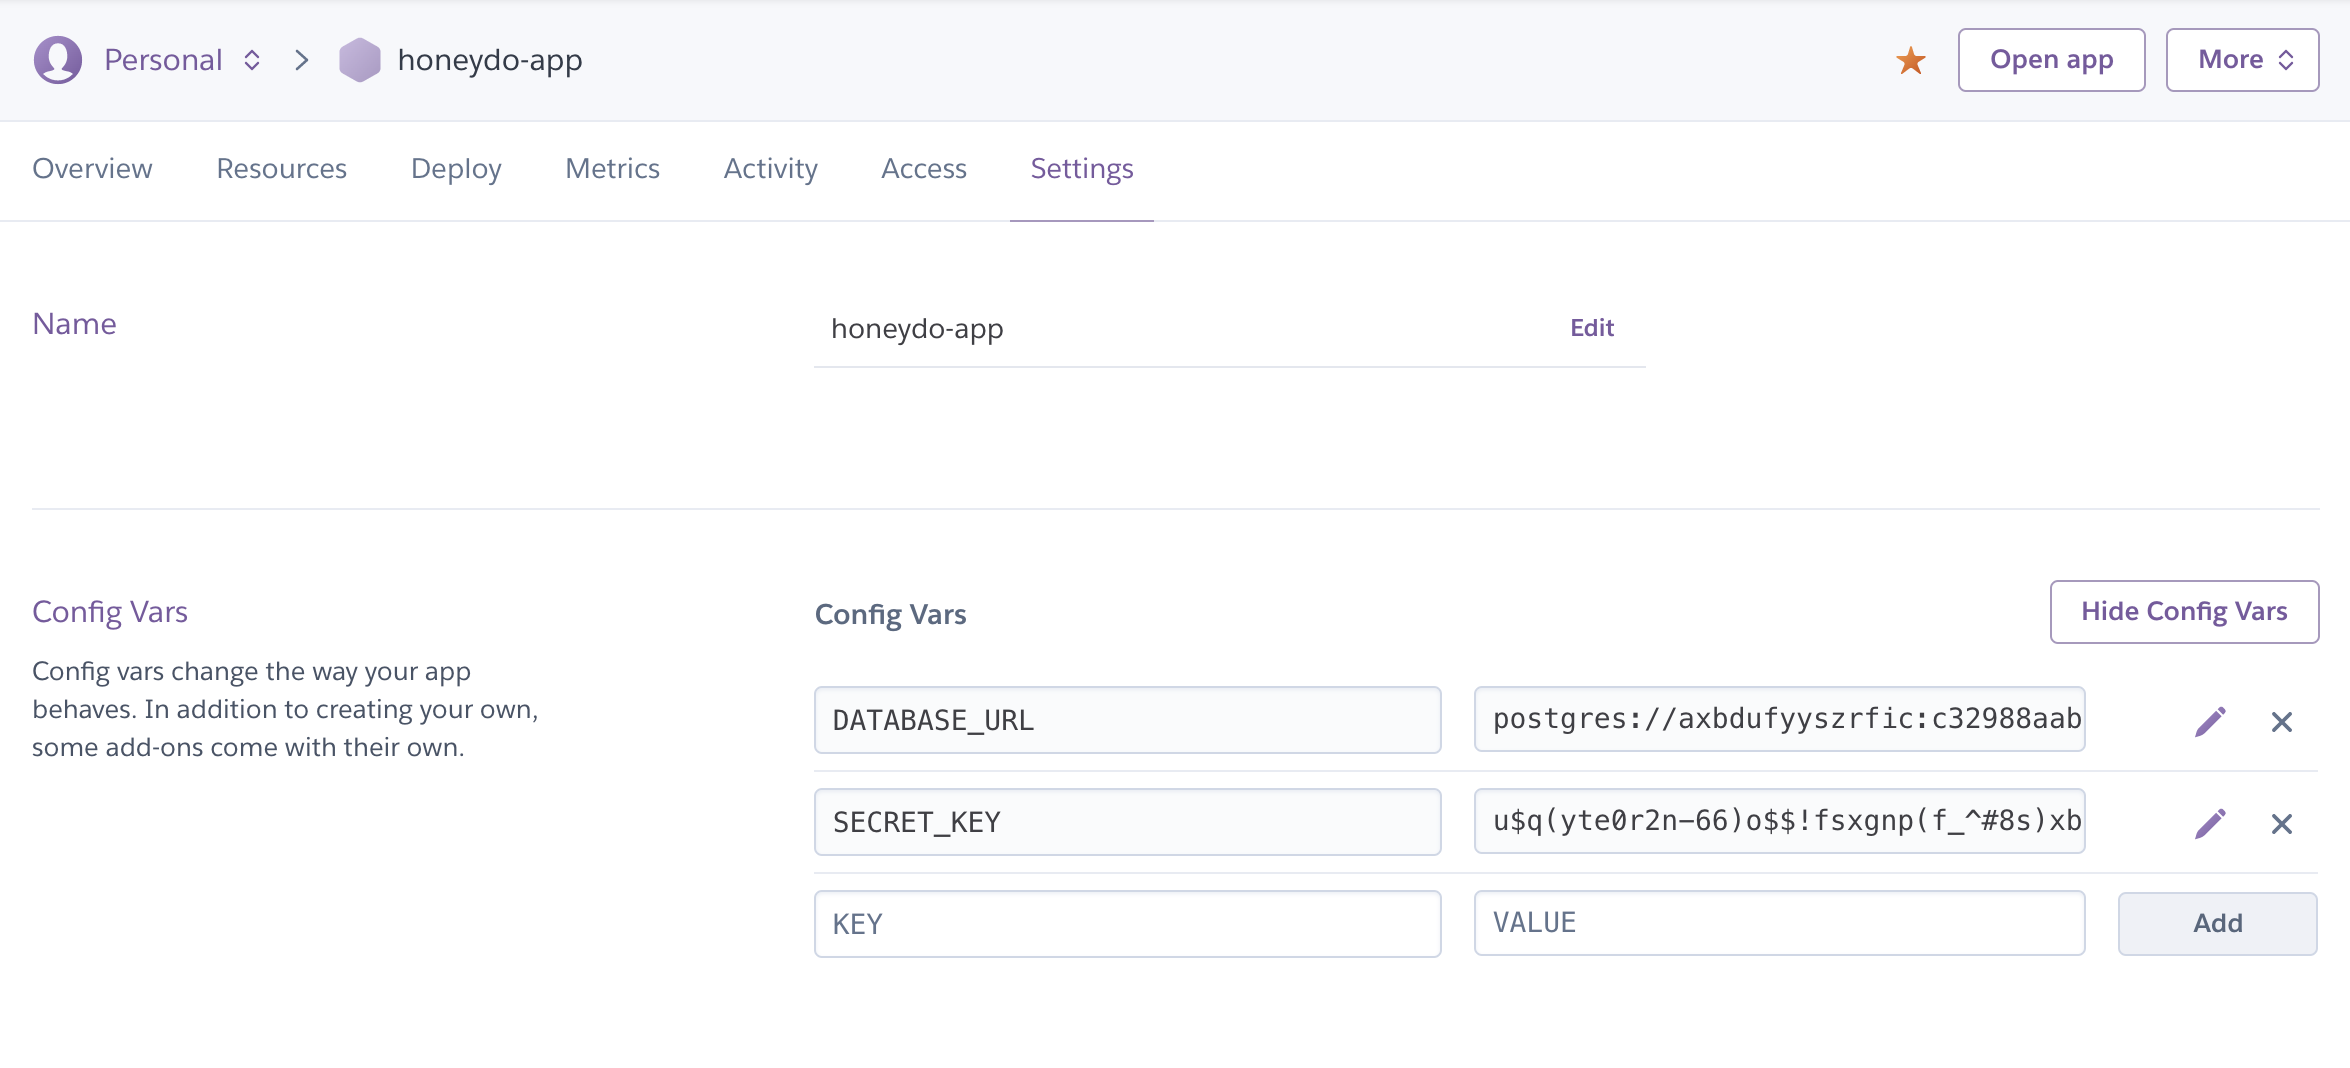 Personal honeydo-app Open app More
Overview Resources Deploy Metrics Activity Access Settings
Name honeydo-app Edit
Config Vars Config Vars Hide Config Vars
Config vars change the way your app
behaves. In addition to creating your own,
some add-ons come with their own.
DATABASE_URL postgres://axbdufyyszrfic:c32988aab
SECRET_KEY u$q(yte0r2n-66)o$$!fsxgnp(f_^#8s)xb
KEY VALUE Add